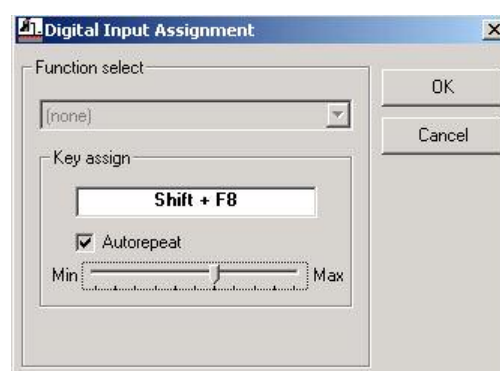 Digital Input Assignment
Function select
OK
(none)
Cancel
Key assign
Shift + F8
Autorepeat
Min Max